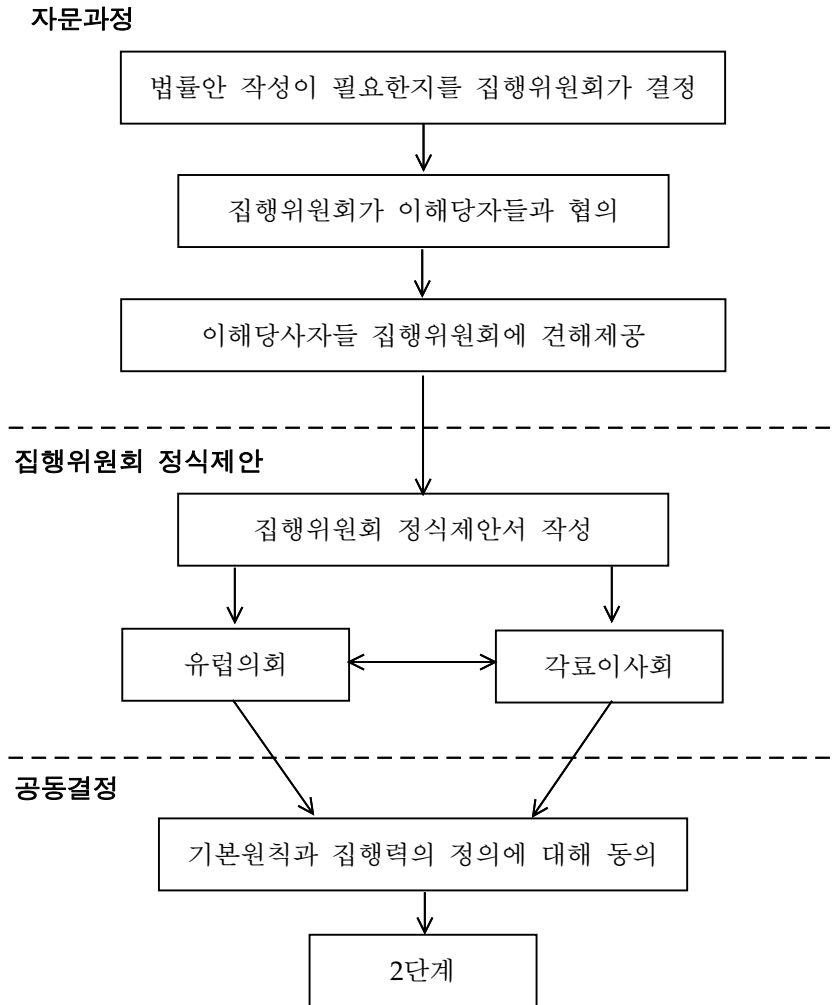 자문과정
법률안 작성이 필요한지를 집행위원회가 결정
집행위원회가 이해당자들과 협의
이해당사자들 집행위원회에 견해제공
집행위원회 정식제안
집행위원회 정식제안서 작성
유럽의회
각료이사회
공동결정
기본원칙과 집행력의 정의에 대해 동의
2단계